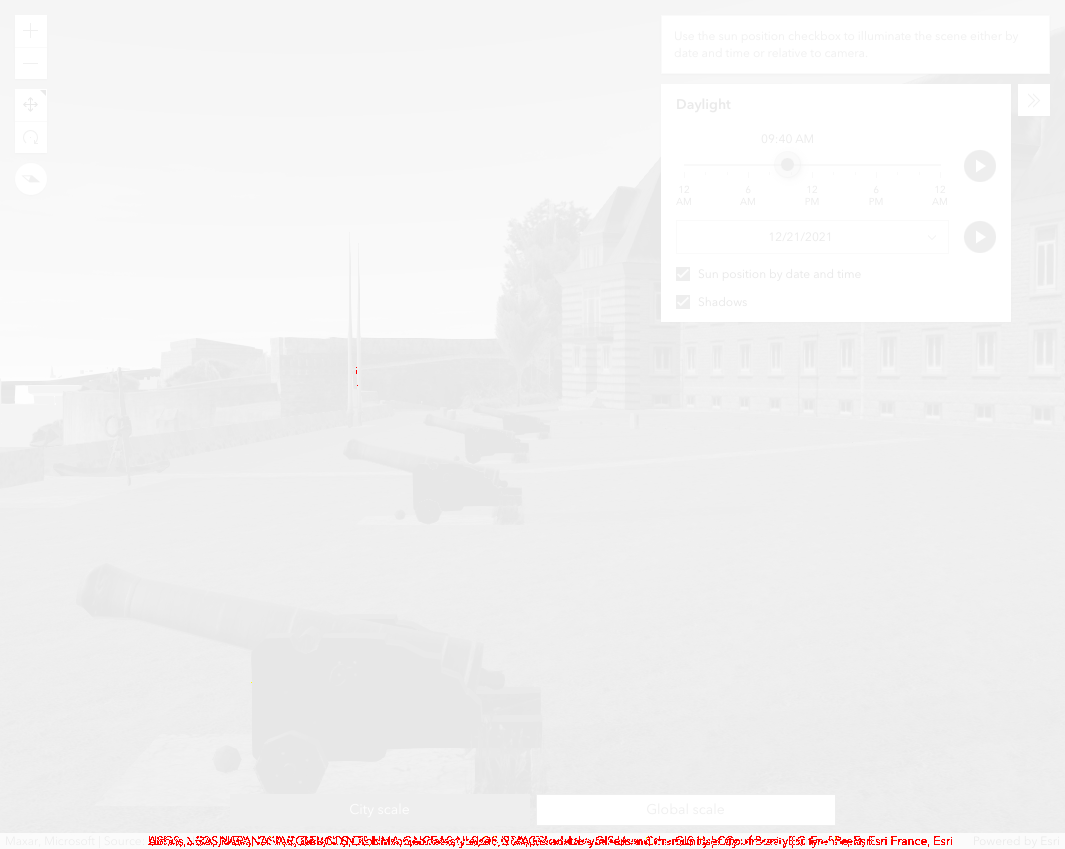 Use the sun position checkbox to illuminate the scene either by
date and time or relative to camera.
Daylight
09:40 AM
12 AM 6 AM 12 PM 6 PM 12 AM
12/21/2021
Sun position by date and time
Shadows
City scale
Global scale
Maxar, Microsoft | Sources
Esri France, Esri
Powered by Esri